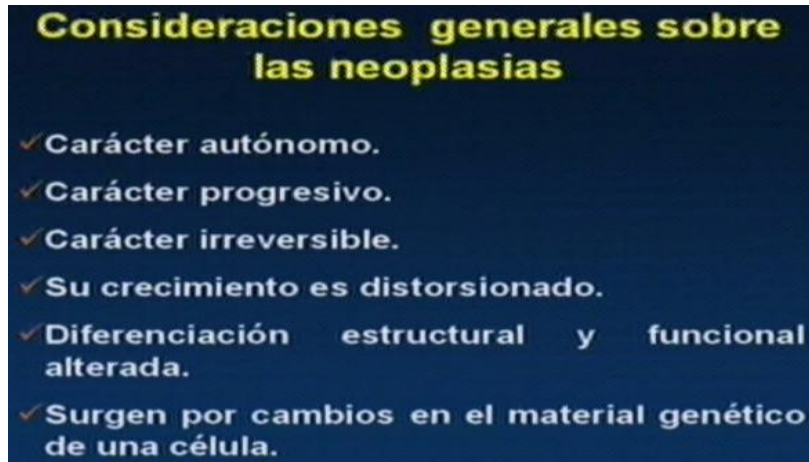 Consideraciones generales sobre
las neoplasias
✓Carácter autónomo.
✓Carácter progresivo.
✓Carácter irreversible.
✓Su crecimiento es distorsionado.
✓Diferenciación estructural y funcional
alterada.
✓Surgen por cambios en el material genético
de una célula.